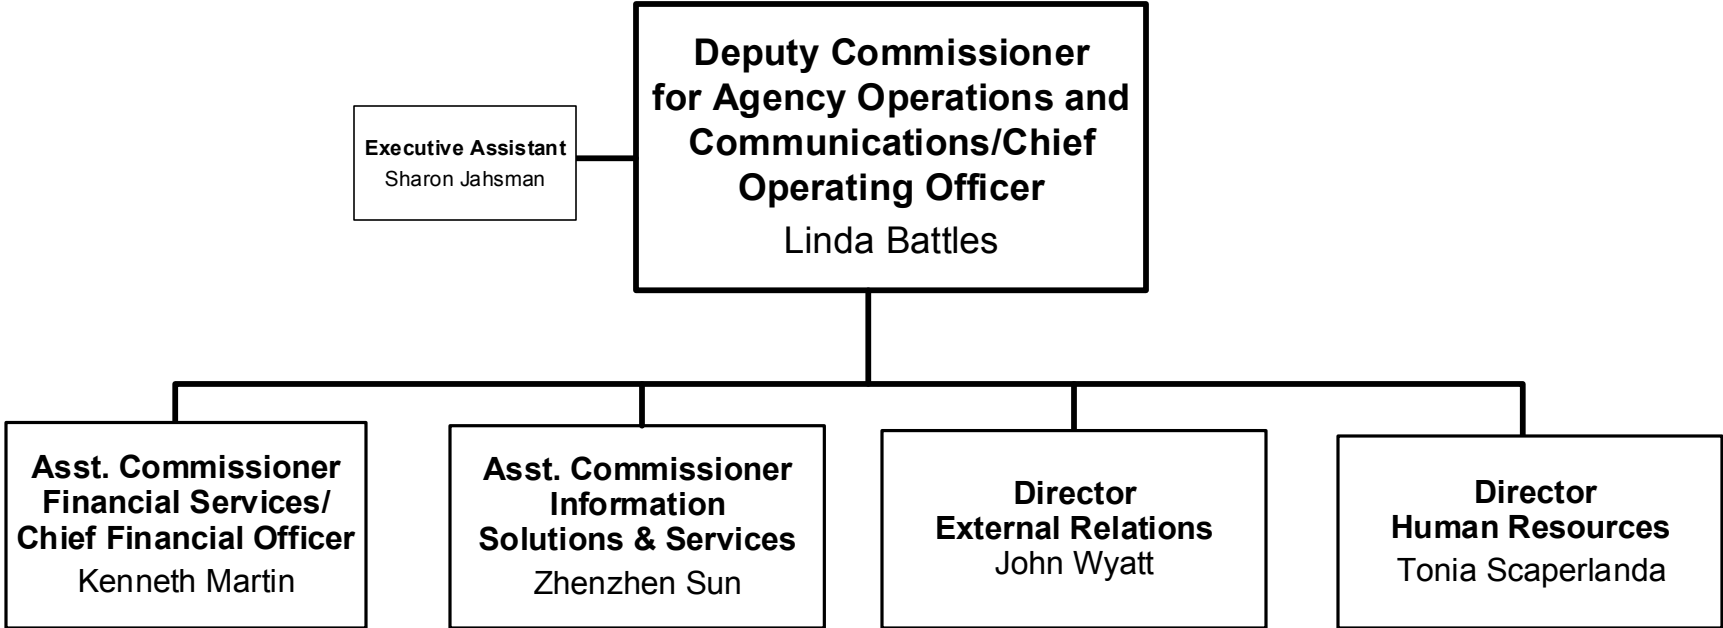 Deputy Commissioner
for Agency Operations and
Communications/Chief
Operating Officer
Linda Battles
Executive Assistant
Sharon Jahsman
Asst. Commissioner
Financial Services/
Chief Financial Officer
Kenneth Martin
Asst. Commissioner
Information
Solutions & Services
Zhenzhen Sun
Director
External Relations
John Wyatt
Director
Human Resources
Tonia Scaperlanda